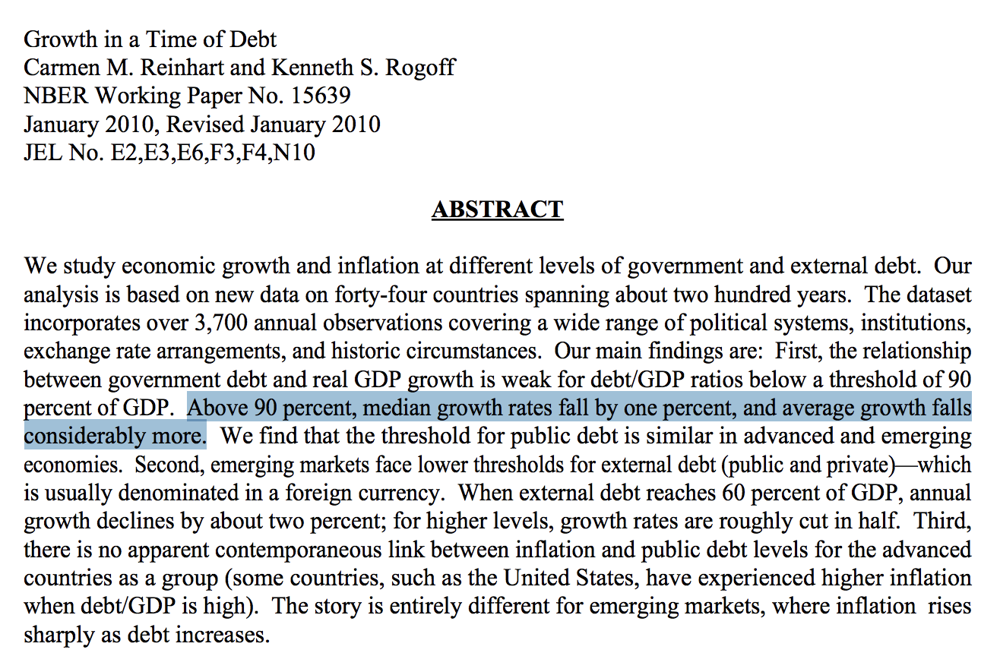 Growth in a Time of Debt
Carmen M. Reinhart and Kenneth S. Rogoff
NBER Working Paper No. 15639
January 2010, Revised January 2010
JEL No. E2,E3,E6,F3,F4,N10
ABSTRACT
We study economic growth and inflation at different levels of government and external debt.  Our
analysis is based on new data on forty-four countries spanning about two hundred years.  The dataset
incorporates over 3,700 annual observations covering a wide range of political systems, institutions,
exchange rate arrangements, and historic circumstances.  Our main findings are:  First, the relationship
between government debt and real GDP growth is weak for debt/GDP ratios below a threshold of 90
percent of GDP.  Above 90 percent, median growth rates fall by one percent, and average growth falls
considerably more.  We find that the threshold for public debt is similar in advanced and emerging
economies.  Second, emerging markets face lower thresholds for external debt (public and private)—which
is usually denominated in a foreign currency.  When external debt reaches 60 percent of GDP, annual
growth declines by about two percent; for higher levels, growth rates are roughly cut in half.  Third,
there is no apparent contemporaneous link between inflation and public debt levels for the advanced
countries as a group (some countries, such as the United States, have experienced higher inflation
when debt/GDP is high).  The story is entirely different for emerging markets, where inflation  rises
sharply as debt increases.